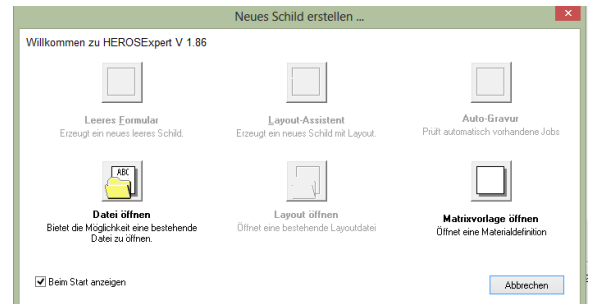 Neues Schild erstellen ...
Willkommen zu HEROSExpert V 1.86
Leeres Formular
Erzeugt ein neues leeres Schild.
Layout-Assistent
Erzeugt ein neues Schild mit Layout.
Auto-Gravur
Prüft automatisch vorhandene Jobs
ABC
Datei öffnen
Bietet die Möglichkeit eine bestehende
Datei zu öffnen.
Layout öffnen
Öffnet eine bestehende Layoutdatei
Matrixvorlage öffnen
Öffnet eine Materialdefinition
Beim Start anzeigen
Abbrechen